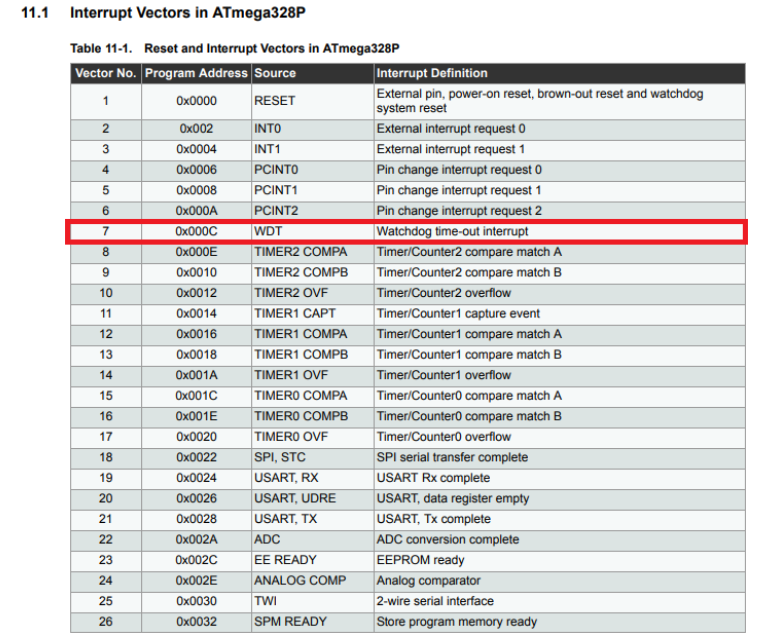 11.1 Interrupt Vectors in ATmega328P
Table 11-1. Reset and Interrupt Vectors in ATmega328P
Vector No. Program Address Source Interrupt Definition
1 0x0000 RESET External pin, power-on reset, brown-out reset and watchdog
system reset
2 0x002 INT0 External interrupt request 0
3 0x0004 INT1 External interrupt request 1
4 0x0006 PCINT0 Pin change interrupt request 0
5 0x0008 PCINT1 Pin change interrupt request 1
6 0x000A PCINT2 Pin change interrupt request 2
7 0x000C WDT Watchdog time-out interrupt
8 0x000E TIMER2 COMPA Timer/Counter2 compare match A
9 0x0010 TIMER2 COMPB Timer/Counter2 compare match B
10 0x0012 TIMER2 OVF Timer/Counter2 overflow
11 0x0014 TIMER1 CAPT Timer/Counter1 capture event
12 0x0016 TIMER1 COMPA Timer/Counter1 compare match A
13 0x0018 TIMER1 COMPB Timer/Counter1 compare match B
14 0x001A TIMER1 OVF Timer/Counter1 overflow
15 0x001C TIMER0 COMPA Timer/Counter0 compare match A
16 0x001E TIMER0 COMPB Timer/Counter0 compare match B
17 0x0020 TIMER0 OVF Timer/Counter0 overflow
18 0x0022 SPI, STC SPI serial transfer complete
19 0x0024 USART, RX USART Rx complete
20 0x0026 USART, UDRE USART, data register empty
21 0x0028 USART, TX USART, Tx complete
22 0x002A ADC ADC conversion complete
23 0x002C EE READY EEPROM ready
24 0x002E ANALOG COMP Analog comparator
25 0x0030 TWI 2-wire serial interface
26 0x0032 SPM READY Store program memory ready